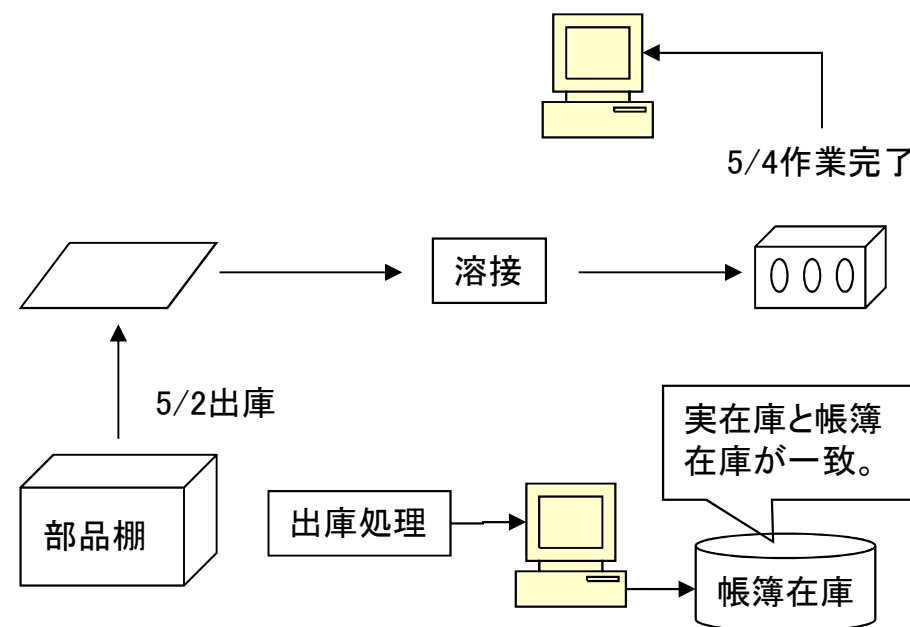 5/4作業完了
溶接
5/2出庫
実在庫と帳簿
在庫が一致。
部品棚
出庫処理
帳簿在庫